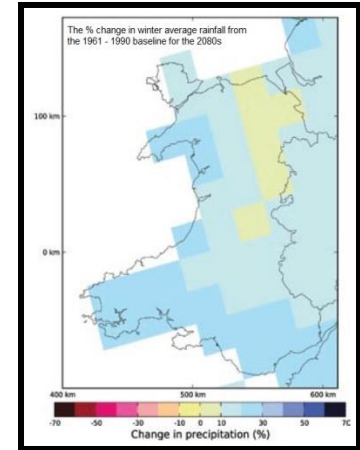 The % change in winter average rainfall from
the 1961 - 1990 baseline for the 2080s
100 km
0 km
400 km 500 km 600 km
-70 -50 -30 -10 0 10 30 50 7C
Change in precipitation (%)